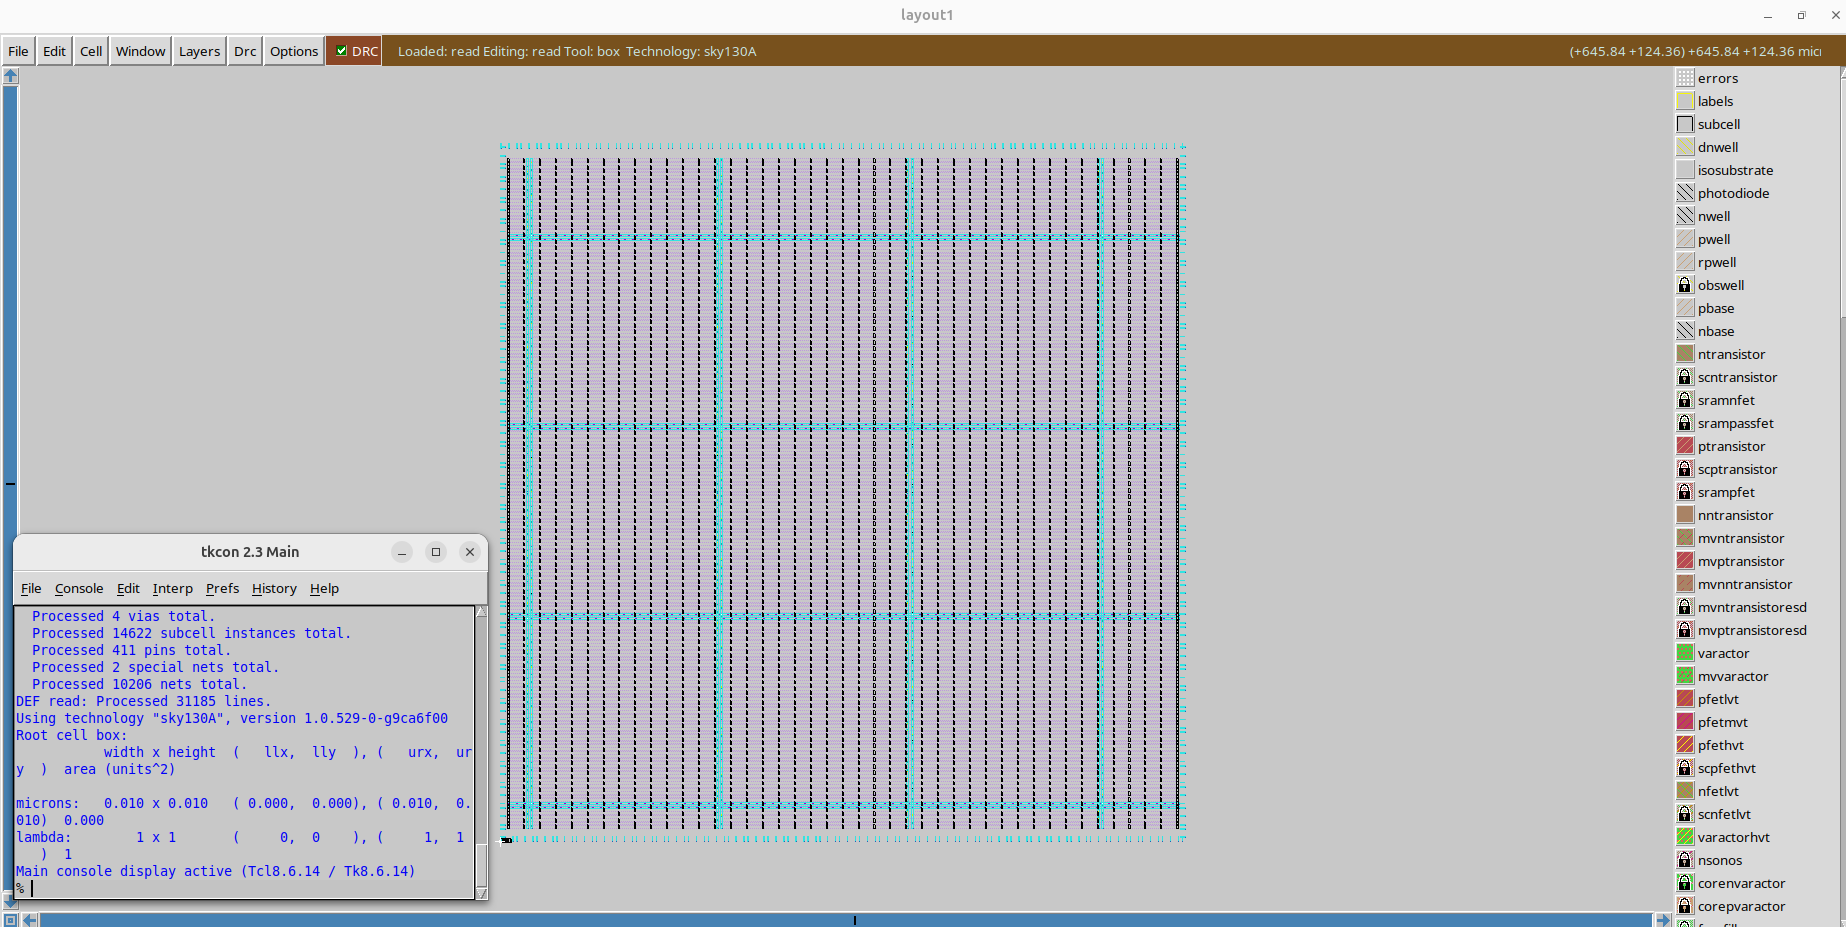 layout1
File Edit Cell Window Layers Drc Options DRC Loaded: read Editing: read Tool: box Technology: sky130A (+645.84 +124.36) +645.84 +124.36 micr
errors
labels
subcell
dnwell
isosubstrate
photodiode
nwell
pwell
rpwell
obswell
pbase
nbase
ntransistor
scntransistor
sramnfet
srampassfet
ptransistor
scptransistor
srampfet
nntransistor
mvntransistor
mvptransistor
mvnntransistor
mvntransistoresd
mvptransistoresd
varactor
mvvaractor
pfetlvt
pfetmvt
pfethvt
scpfethvt
nfetlvt
scnfetlvt
varactorhvt
nsonos
corenvaractor
corepvaractor
tkcon 2.3 Main
File Console Edit Interp Prefs History Help
Processed 4 vias total.
Processed 14622 subcell instances total.
Processed 411 pins total.
Processed 2 special nets total.
Processed 10206 nets total.
DEF read: Processed 31185 lines.
Using technology "sky130A", version 1.0.529-0-g9ca6f00
Root cell box:
width x height ( llx, lly ), ( urx, ur
y ) area (units^2)
microns: 0.010 x 0.010 ( 0.000, 0.000), ( 0.010, 0.
010) 0.000
lambda: 1 x 1 ( 0, 0 ), ( 1, 1
) 1
Main console display active (Tcl8.6.14 / Tk8.6.14)
%